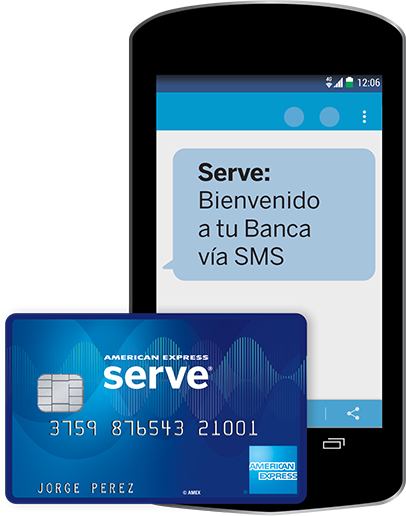 4G
12:06
Serve:
Bienvenido
a tu Banca
vía SMS
AMERICAN EXPRESS
serve®
3759 876543 21001
AMERICAN
EXPRESS
JORGE PEREZ
© AMEX